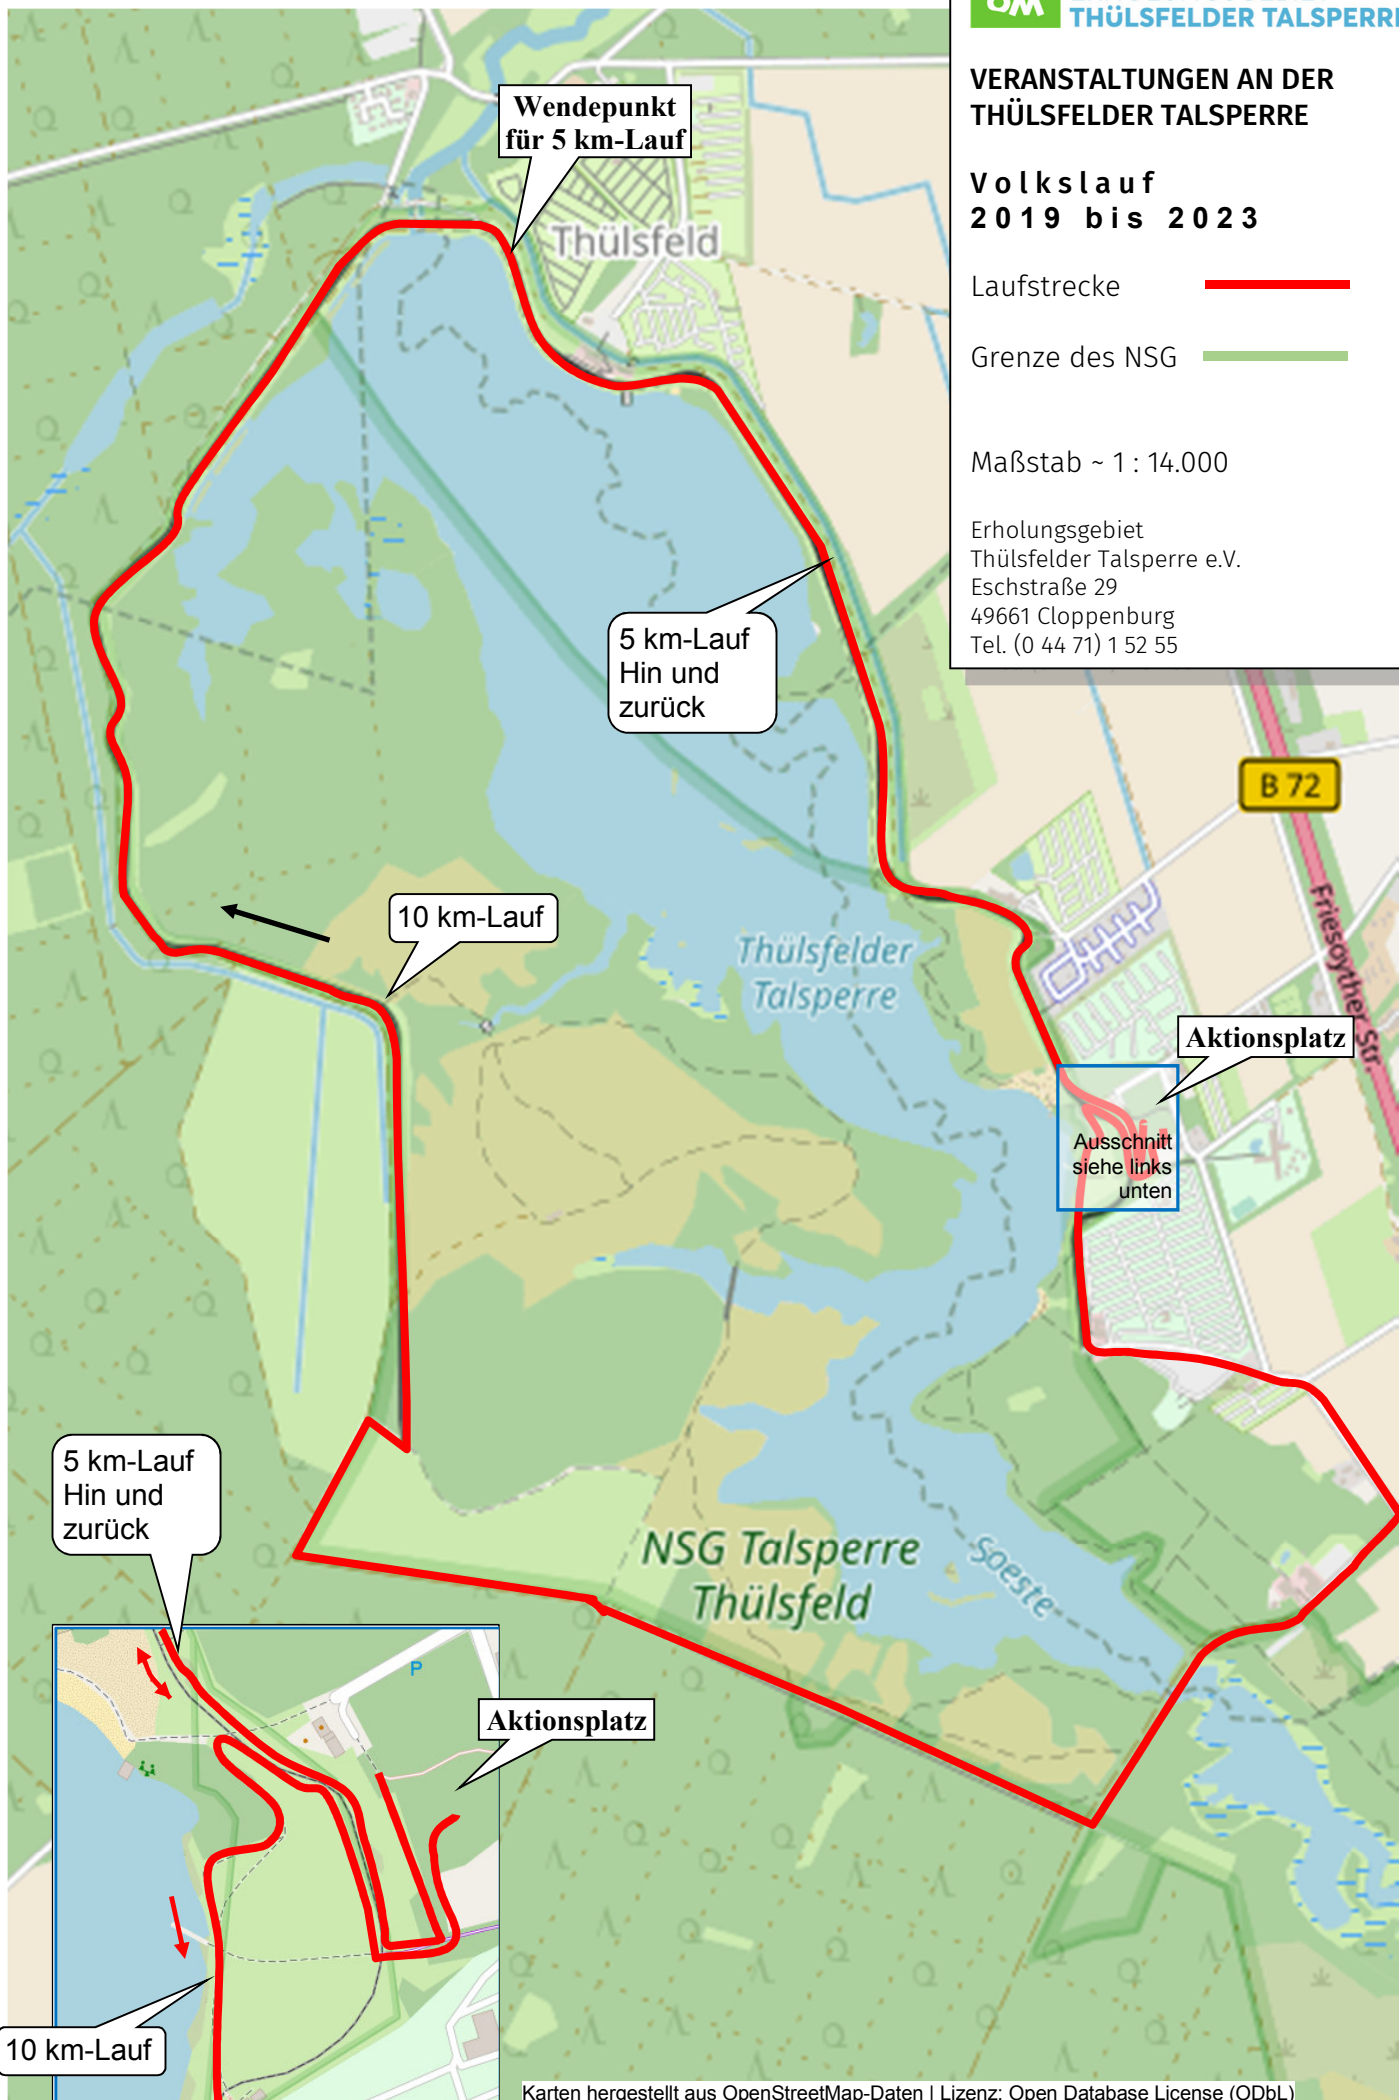 THÜLSFELDER TALSPERRE
VERANSTALTUNGEN AN DER
THÜLSFELDER TALSPERRE
Volkslauf
2019 bis 2023
Laufstrecke
Grenze des NSG
Maßstab ~ 1 : 14.000
Erholungsgebiet
Thülsfelder Talsperre e.V.
Eschstraße 29
49661 Cloppenburg
Tel. (0 44 71) 1 52 55
Wendepunkt
für 5 km-Lauf
Thülsfeld
5 km-Lauf
Hin und
zurück
B 72
Friesoyther Str.
10 km-Lauf
Thülsfelder
Talsperre
Aktionsplatz
Ausschnitt
siehe links
unten
5 km-Lauf
Hin und
zurück
NSG Talsperre
Thülsfeld
Soeste
P
Aktionsplatz
10 km-Lauf
Karten hergestellt aus OpenStreetMap-Daten | Lizenz: Open Database License (ODbL)